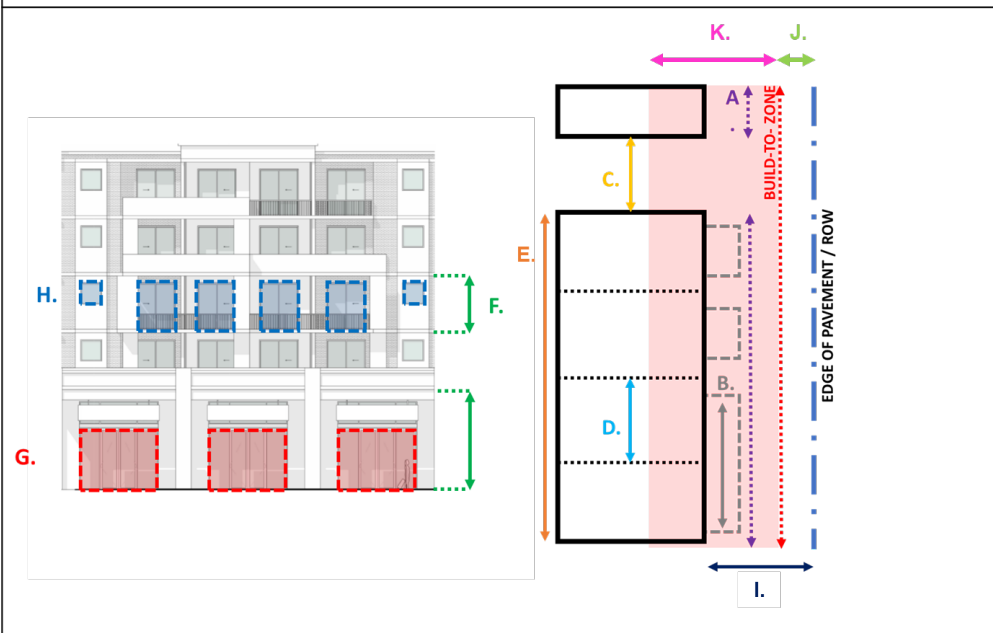 K.
J.
A
.
BUILD-TO- ZONE
C.
E.
H.
F.
EDGE OF PAVEMENT / ROW
B.
D.
G.
I.